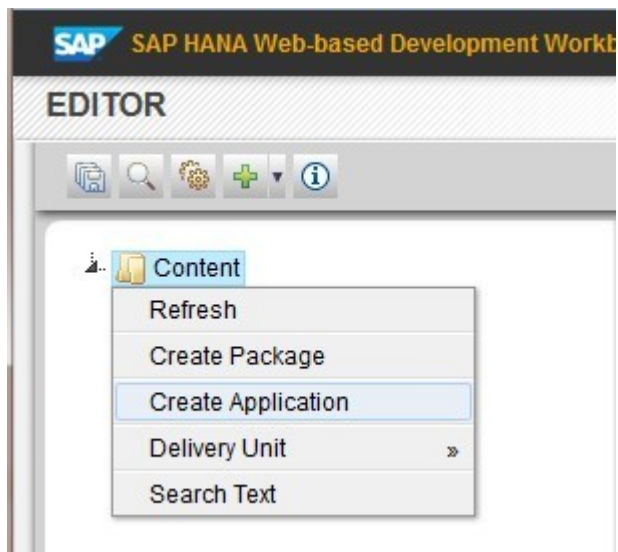 SAP SAP HANA Web-based Development Workb
EDITOR
Content
Refresh
Create Package
Create Application
Delivery Unit »
Search Text